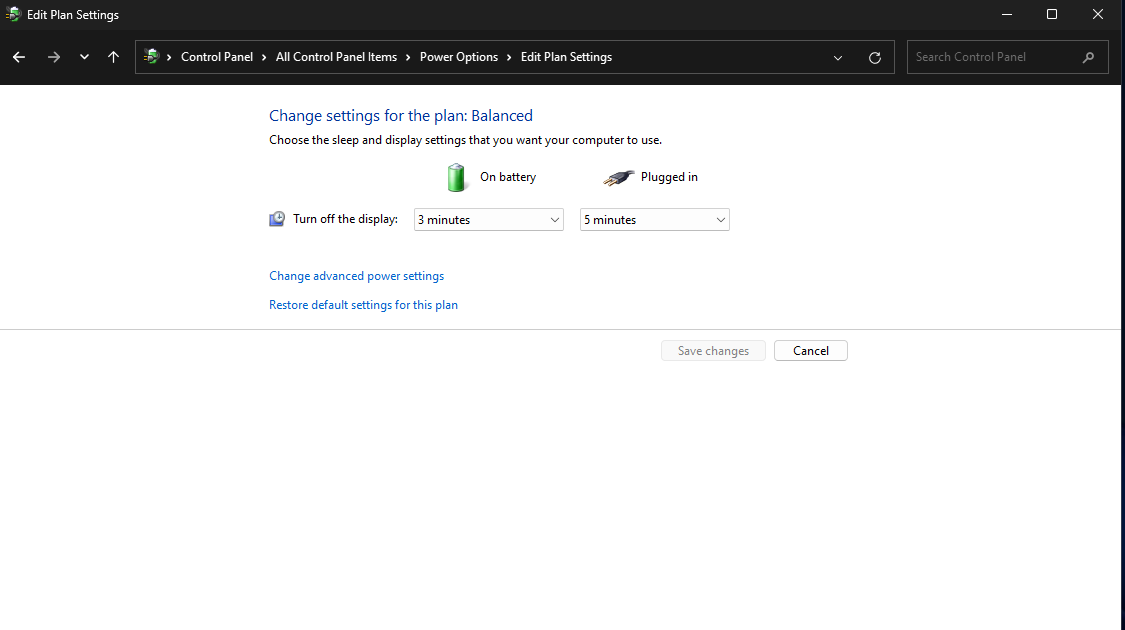 Edit Plan Settings
Control Panel > All Control Panel Items > Power Options > Edit Plan Settings
Search Control Panel
Change settings for the plan: Balanced
Choose the sleep and display settings that you want your computer to use.
On battery Plugged in
Turn off the display: 3 minutes 5 minutes
Change advanced power settings
Restore default settings for this plan
Save changes Cancel